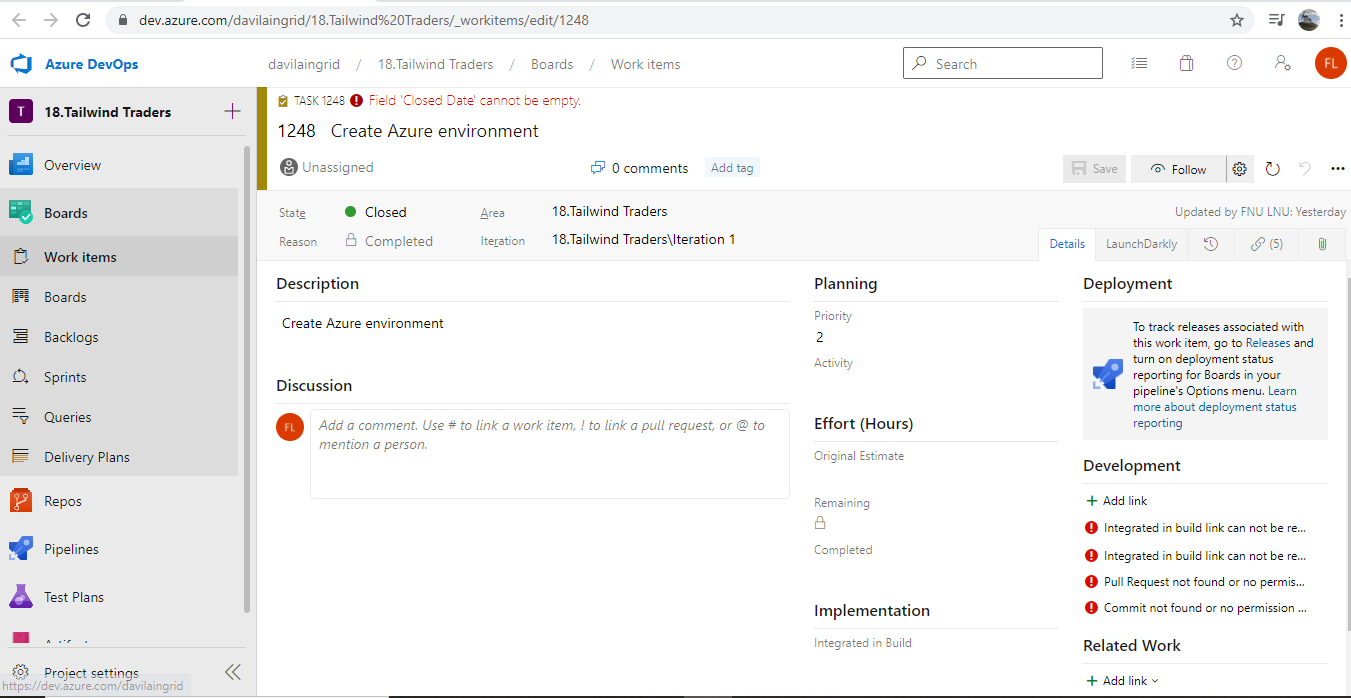 dev.azure.com/davilaingrid/18.Tailwind%20Traders/_workitems/edit/1248
Azure DevOps
davilaingrid / 18.Tailwind Traders / Boards / Work items
Search
FL
T
18.Tailwind Traders
Overview
Boards
Work items
Boards
Backlogs
Sprints
Queries
Delivery Plans
Repos
Pipelines
Test Plans
Project settings
https://dev.azure.com/davilaingrid
TASK 1248 Field 'Closed Date' cannot be empty.
1248 Create Azure environment
Unassigned
0 comments
Add tag
Save
Follow
State Closed
Area 18.Tailwind Traders
Updated by FNU LNU: Yesterday
Reason Completed
Iteration 18.Tailwind Traders\Iteration 1
Details
LaunchDarkly
(5)
Description
Create Azure environment
Discussion
FL
Add a comment. Use # to link a work item, ! to link a pull request, or @ to
mention a person.
Planning
Priority
2
Activity
Effort (Hours)
Original Estimate
Remaining
Completed
Implementation
Integrated in Build
Deployment
To track releases associated with
this work item, go to Releases and
turn on deployment status
reporting for Boards in your
pipeline's Options menu. Learn
more about deployment status
reporting
Development
Add link
Integrated in build link can not be re...
Integrated in build link can not be re...
Pull Request not found or no permis...
Commit not found or no permission ...
Related Work
Add link